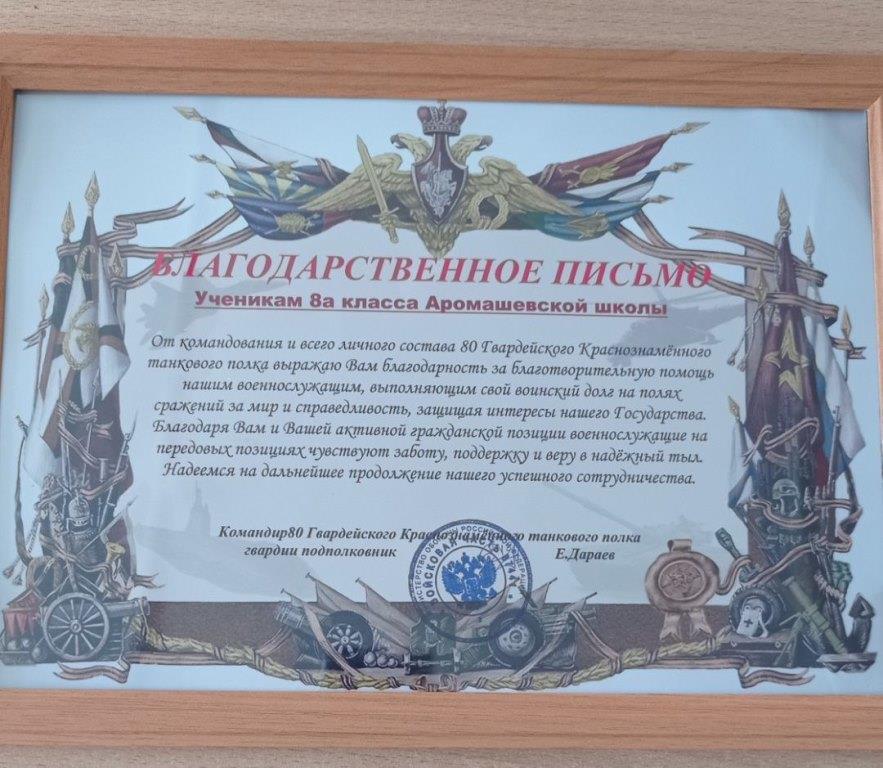 БЛАГОДАРСТВЕННОЕ ПИСЬМО
Ученикам 8а класса Аромашевской школы
От командования и всего личного состава 80 Гвардейского Краснознамённого
танкового полка выражаю Вам благодарность за благотворительную помощь
нашим военнослужащим, выполняющим свой воинский долг на полях
сражений за мир и справедливость, защищая интересы нашего Государства.
Благодаря Вам и Вашей активной гражданской позиции военнослужащие на
передовых позициях чувствуют заботу, поддержку и веру в надёжный тыл.
Надеемся на дальнейшее продолжение нашего успешного сотрудничества.
Командир80 Гвардейского Краснознамённого танкового полка
гвардии подполковник Е.Дараев
ВОЙСКОВАЯ ЧАСТЬ